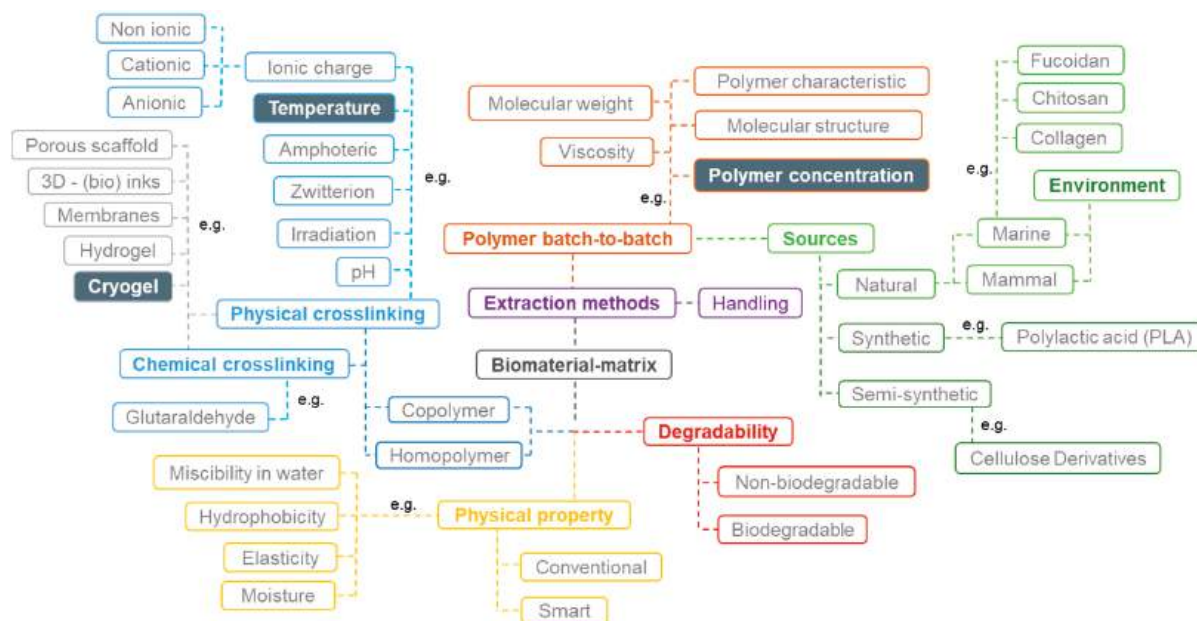 Non ionic
Cationic
Anionic
Ionic charge
Temperature
Amphoteric
Zwitterion
Irradiation
pH
e.g.
Porous scaffold
3D - (bio) inks
Membranes
Hydrogel
Cryogel
e.g.
Physical crosslinking
Chemical crosslinking
e.g.
Glutaraldehyde
Copolymer
Homopolymer
Molecular weight
Viscosity
Polymer characteristic
Molecular structure
Polymer concentration
e.g.
Polymer batch-to-batch
Extraction methods
Handling
Biomaterial-matrix
Sources
Fucoidan
Chitosan
Collagen
e.g.
Environment
Marine
Mammal
Natural
Synthetic
e.g.
Polylactic acid (PLA)
Semi-synthetic
e.g.
Cellulose Derivatives
Degradability
Non-biodegradable
Biodegradable
Miscibility in water
Hydrophobicity
Elasticity
Moisture
e.g.
Physical property
Conventional
Smart